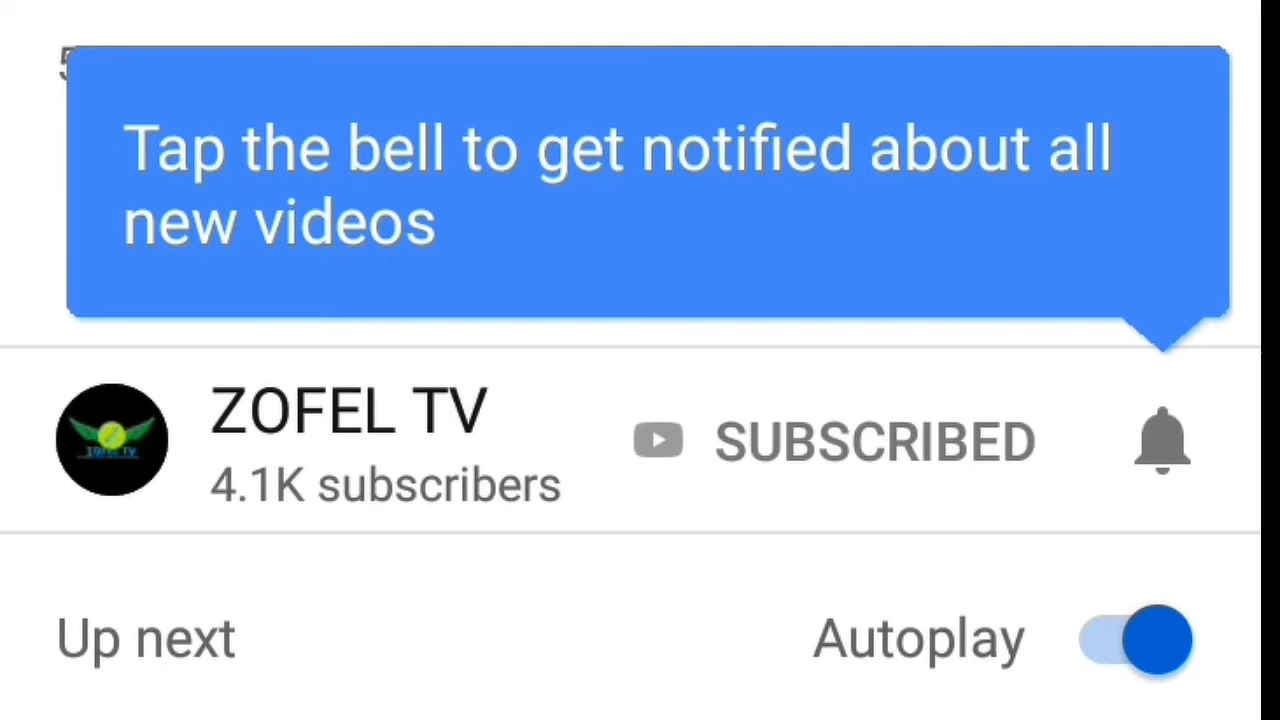 Tap the bell to get notified about all
new videos
ZOFEL TV
SUBSCRIBED
4.1K subscribers
Up next
Autoplay